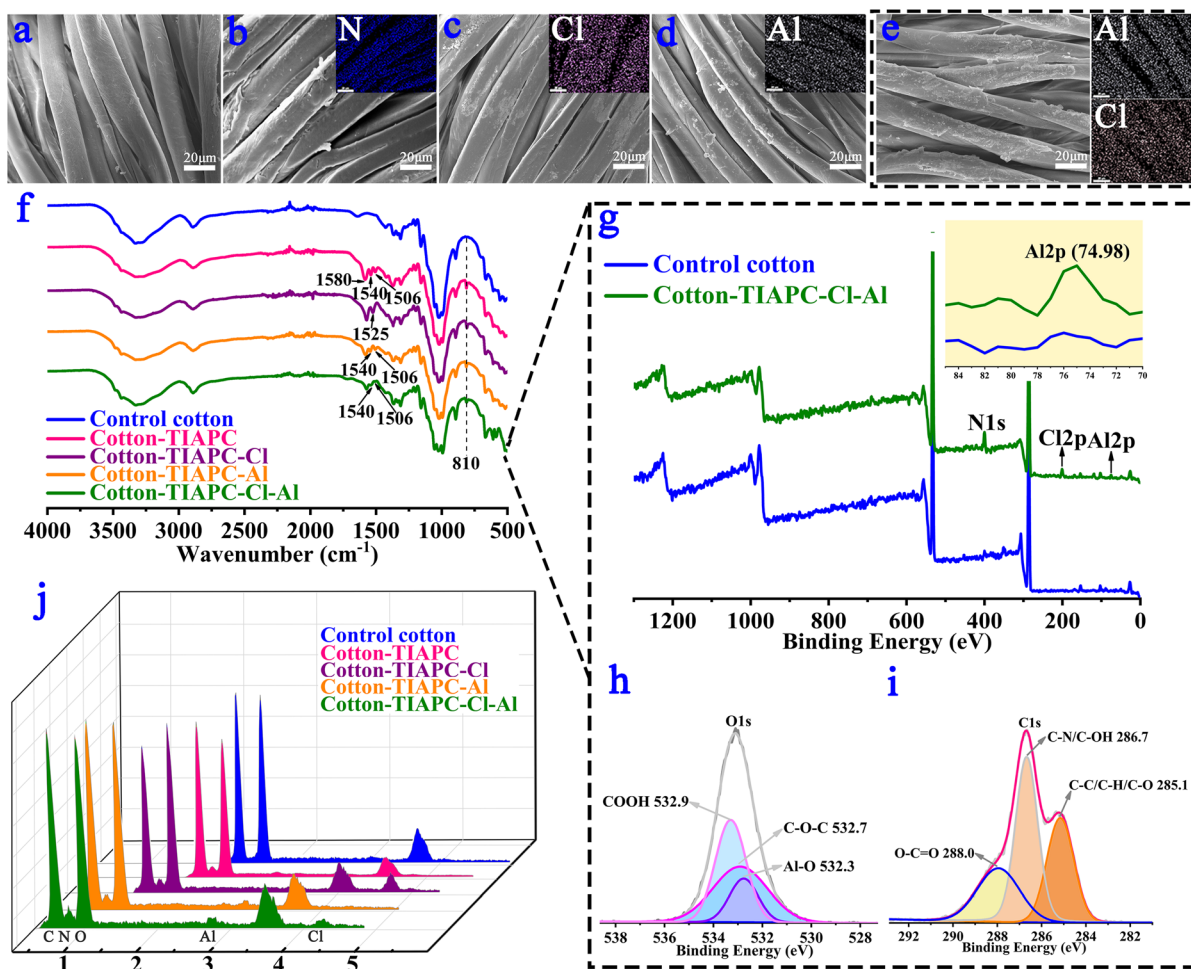 a
b
N
c
Cl
d
Al
e
Al
Cl
20μm
20μm
20μm
20μm
20μm
f
1580
1540
1506
1525
1540
1506
1540
1506
810
Control cotton
Cotton-TIAPC
Cotton-TIAPC-Cl
Cotton-TIAPC-Al
Cotton-TIAPC-Cl-Al
4000 3500 3000 2500 2000 1500 1000 500
Wavenumber (cm⁻¹)
g
Control cotton
Cotton-TIAPC-Cl-Al
Al2p (74.98)
84 82 80 78 76 74 72 70
N1s
Cl2p
Al2p
1200 1000 800 600 400 200 0
Binding Energy (eV)
h
O1s
COOH 532.9
C-O-C 532.7
Al-O 532.3
538 536 534 532 530 528
Binding Energy (eV)
i
C1s
C-N/C-OH 286.7
C-C/C-H/C-O 285.1
O-C=O 288.0
292 290 288 286 284 282
Binding Energy (eV)
j
Control cotton
Cotton-TIAPC
Cotton-TIAPC-Cl
Cotton-TIAPC-Al
Cotton-TIAPC-Cl-Al
C N O Al Cl
1 2 3 4 5